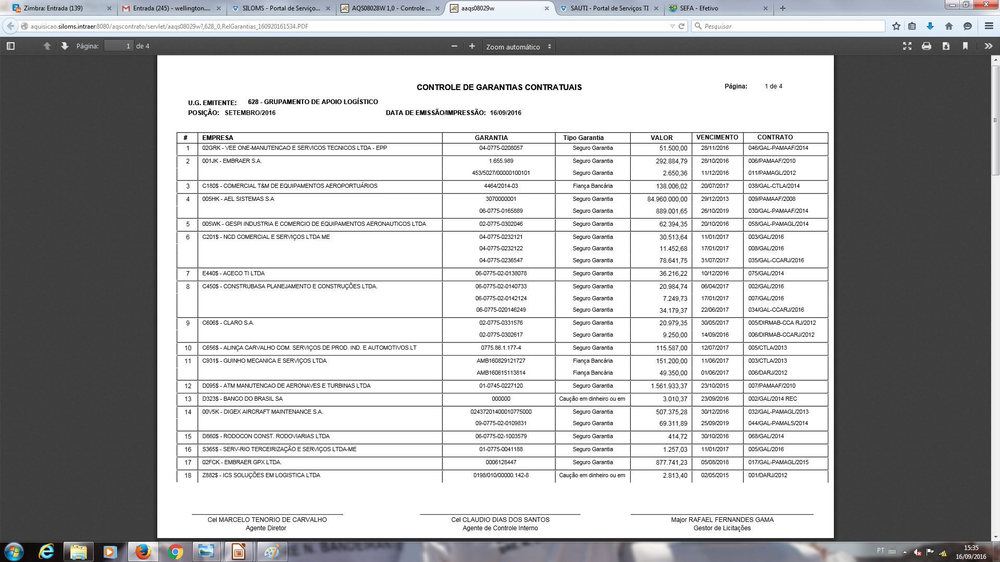 Zimbra: Entrada (139)
Entrada (245) - wellington....
SILOMS - Portal de Serviço...
AQS08028W 1,0 - Controle ...
aaqs08029w
SAUTI - Portal de Serviços TI
SEFA - Efetivo
aquisicao.siloms.intraer:8080/aqscontrato/servlet/aaqs08029w?,628,,0,RelGarantias_160920161534.PDF
Pesquisar
Página: 1 de 4
Zoom automático
CONTROLE DE GARANTIAS CONTRATUAIS
Página: 1 de 4
U.G. EMITENTE: 628 - GRUPAMENTO DE APOIO LOGÍSTICO
POSIÇÃO: SETEMBRO/2016 DATA DE EMISSÃO/IMPRESSÃO: 16/09/2016
# EMPRESA GARANTIA Tipo Garantia VALOR VENCIMENTO CONTRATO
1 02GRK - VEE ONE-MANUTENCAO E SERVICOS TECNICOS LTDA - EPP 04-0775-0208057 Seguro Garantia 51.500,00 28/11/2016 046/GAL-PAMAAF/2014
2 001JK - EMBRAER S.A. 1.655.989 Seguro Garantia 292.884,79 28/10/2016 006/PAMAAF/2010
453/5027/00000100101 Seguro Garantia 2.650,36 11/12/2016 011/PAMAGL/2012
3 C180$ - COMERCIAL T&M DE EQUIPAMENTOS AEROPORTUÁRIOS 4464/2014-03 Fiança Bancária 138.006,02 20/07/2017 038/GAL-CTLA/2014
4 005HK - AEL SISTEMAS S.A 3070000001 Seguro Garantia 84.960.000,00 29/12/2013 009/PAMAAF/2008
06-0775-0165889 Seguro Garantia 889.001,65 26/10/2019 030/GAL-PAMAAF/2014
5 005WK - GESPI INDUSTRIA E COMERCIO DE EQUIPAMENTOS AERONAUTICOS LTDA 02-0775-0302046 Seguro Garantia 62.394,35 20/10/2016 058/GAL-PAMAGL/2014
6 C201$ - NCD COMERCIAL E SERVIÇOS LTDA ME 04-0775-0232121 Seguro Garantia 30.513,64 11/01/2017 003/GAL/2016
04-0775-0232122 Seguro Garantia 11.452,68 17/01/2017 008/GAL/2016
04-0775-0236547 Seguro Garantia 78.641,75 31/07/2017 035/GAL-CCARJ/2016
7 E440$ - ACECO TI LTDA 06-0775-02-0138078 Seguro Garantia 36.216,22 10/12/2016 075/GAL/2014
8 C450$ - CONSTRUBASA PLANEJAMENTO E CONSTRUÇÕES LTDA. 06-0775-02-0140733 Seguro Garantia 20.984,74 06/04/2017 002/GAL/2016
06-0775-02-0142124 Seguro Garantia 7.249,73 17/01/2017 007/GAL/2016
06-0775-020146249 Seguro Garantia 34.179,37 22/06/2017 034/GAL-CCARJ/2016
9 C606$ - CLARO S.A. 02-0775-0331576 Seguro Garantia 20.979,35 30/05/2017 005/DIRMAB-CCA RJ/2012
02-0775-0302617 Seguro Garantia 9.250,00 14/09/2016 006/DIRMAB-CCARJ/2012
10 C656$ - ALINÇA CARVALHO COM. SERVIÇOS DE PROD. IND. E AUTOMOTIVOS LT 0775.86.1.177-4 Seguro Garantia 115.587,00 12/07/2017 005/CTLA/2013
11 C931$ - GUINHO MECANICA E SERVIÇOS LTDA AMB160829121727 Fiança Bancária 151.200,00 11/06/2017 003/CTLA/2013
AMB160615113814 Fiança Bancária 49.350,00 01/06/2017 006/DARJ/2012
12 D095$ - ATM MANUTENCAO DE AERONAVES E TURBINAS LTDA 01-0745-0227120 Seguro Garantia 1.561.933,37 23/10/2015 007/PAMAAF/2010
13 D323$ - BANCO DO BRASIL SA 000000 Caução em dinheiro ou em 3.010,37 23/09/2016 002/GAL/2014 REC
14 00V5K - DIGEX AIRCRAFT MAINTENANCE S.A. 02437201400010775000 Seguro Garantia 507.375,28 30/12/2016 032/GAL-PAMAGL/2013
09-0775-02-0109831 Seguro Garantia 69.311,89 25/09/2019 044/GAL-PAMALS/2014
15 D860$ - RODOCON CONST. RODOVIARIAS LTDA 06-0775-02-1003579 Seguro Garantia 414,72 30/10/2016 068/GAL/2014
16 S365$ - SERV-RIO TERCEIRIZAÇÃO E SERVIÇOS LTDA-ME 01-0775-0041188 Seguro Garantia 1.257,03 11/01/2017 005/GAL/2016
17 02FCK - EMBRAER GPX LTDA. 0006128447 Seguro Garantia 877.741,23 05/08/2018 017/GAL-PAMAGL/2015
18 Z882$ - ICS SOLUÇÕES EM LOGISTICA LTDA 0198/010/00000.142-8 Caução em dinheiro ou em 2.813,40 02/05/2015 001/DARJ/2012
Cel MARCELO TENORIO DE CARVALHO Cel CLAUDIO DIAS DOS SANTOS Major RAFAEL FERNANDES GAMA
Agente Diretor Agente de Controle Interno Gestor de Licitações
PT
15:35
16/09/2016